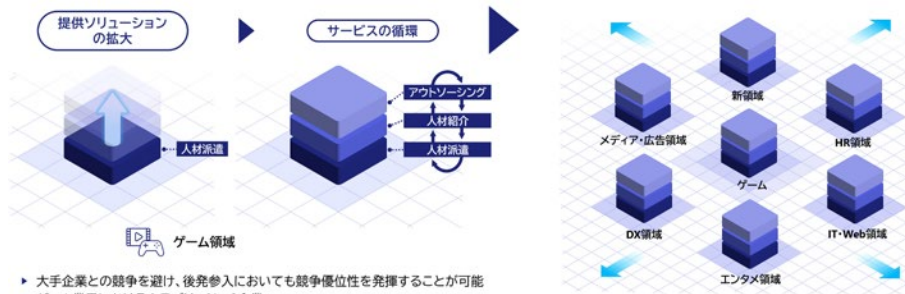 提供ソリューション
の拡大
サービスの循環
アウトソーシング
人材紹介
人材派遣
人材派遣
ゲーム領域
新領域
メディア・広告領域
HR領域
ゲーム
DX領域
IT・Web領域
エンタメ領域
▶ 大手企業との競争を避け、後発参入においても競争優位性を発揮することが可能